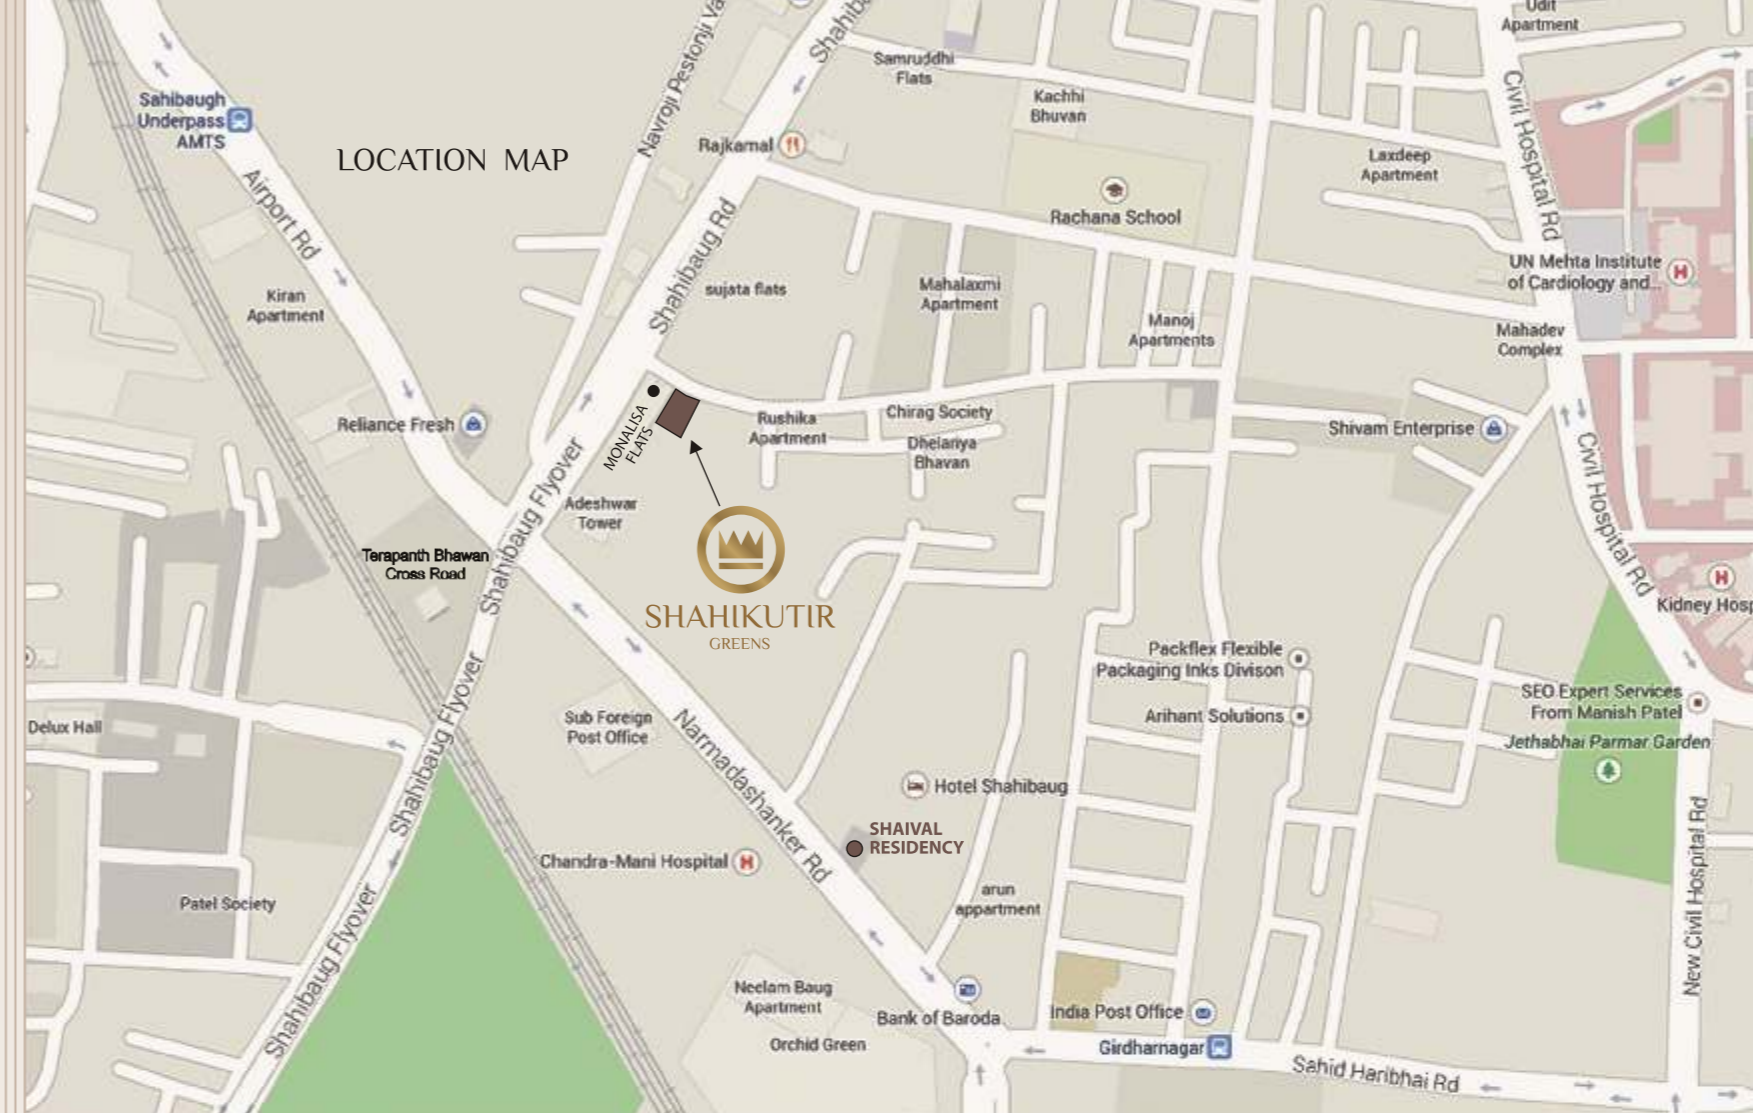 Udit
Apartment
Shahib
Navroji Pestonji Va
Samruddhi
Flats
Kachhi
Bhuvan
Civil Hospital Rd
Sahibaugh
Underpass
AMTS
LOCATION MAP
Rajkamal
Laxdeep
Apartment
Airport Rd
Rachana School
Shahibaug Rd
UN Mehta Institute
of Cardiology and...
sujata flats
Mahalaxmi
Apartment
Kiran
Apartment
Manoj
Apartments
Mahadev
Complex
Reliance Fresh
MONALISA
FLATS
Rushika
Apartment
Chirag Society
Dhelariya
Bhavan
Shivam Enterprise
Civil Hospital Rd
Shahibaug Flyover
Adeshwar
Tower
Terapanth Bhawan
Cross Road
SHAHIKUTIR
GREENS
Kidney Hosp
Packflex Flexible
Packaging Inks Divison
Shahibaug Flyover
SEO Expert Services
From Manish Patel
Arihant Solutions
Sub Foreign
Post Office
Delux Hall
Jethabhai Parmar Garden
Narmadashanker Rd
Hotel Shahibaug
SHAIVAL
RESIDENCY
Chandra-Mani Hospital
arun
appartment
Patel Society
New Civil Hospital Rd
Shahibaug Flyover
Neelam Baug
Apartment
Bank of Baroda
India Post Office
Orchid Green
Girdharnagar
Sahid Haribhai Rd